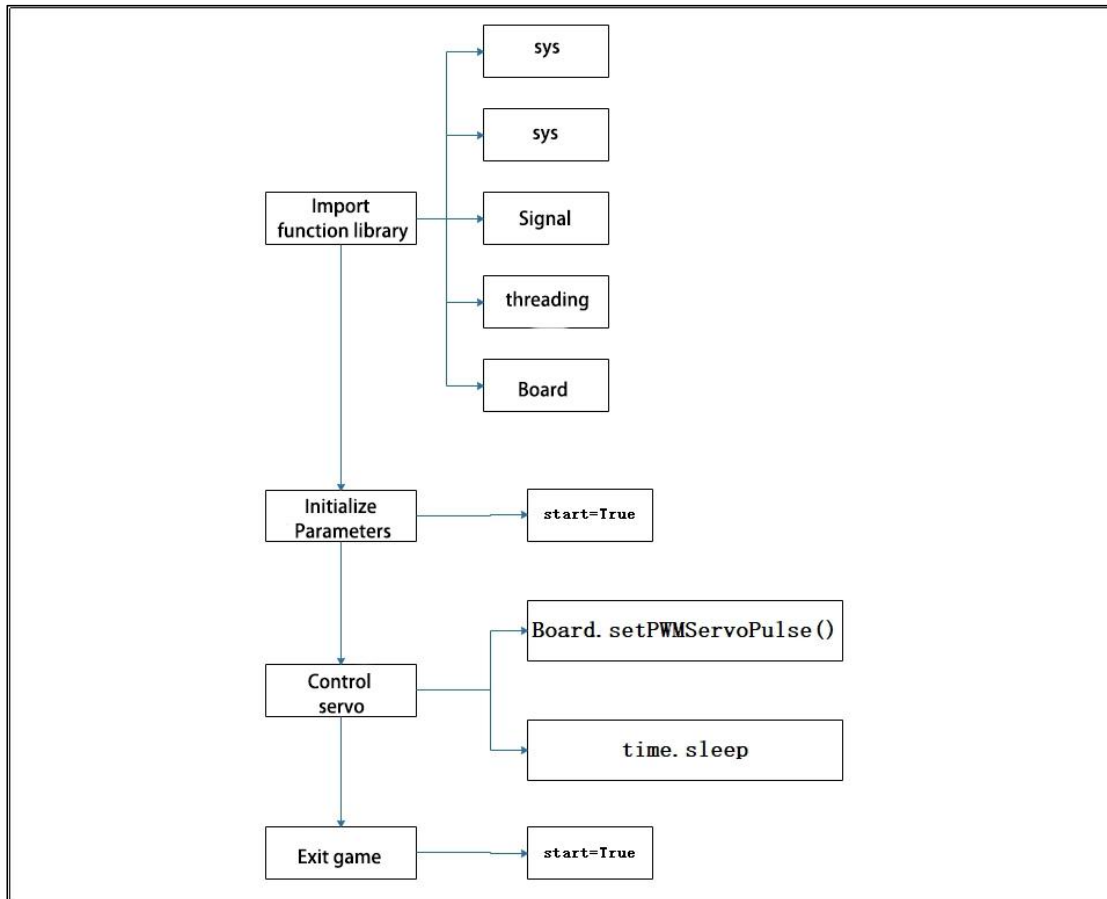 sys
sys
Import
function library
Signal
threading
Board
Initialize
Parameters
start=True
Board.setPWMServoPulse()
Control
servo
time.sleep
Exit game
start=True